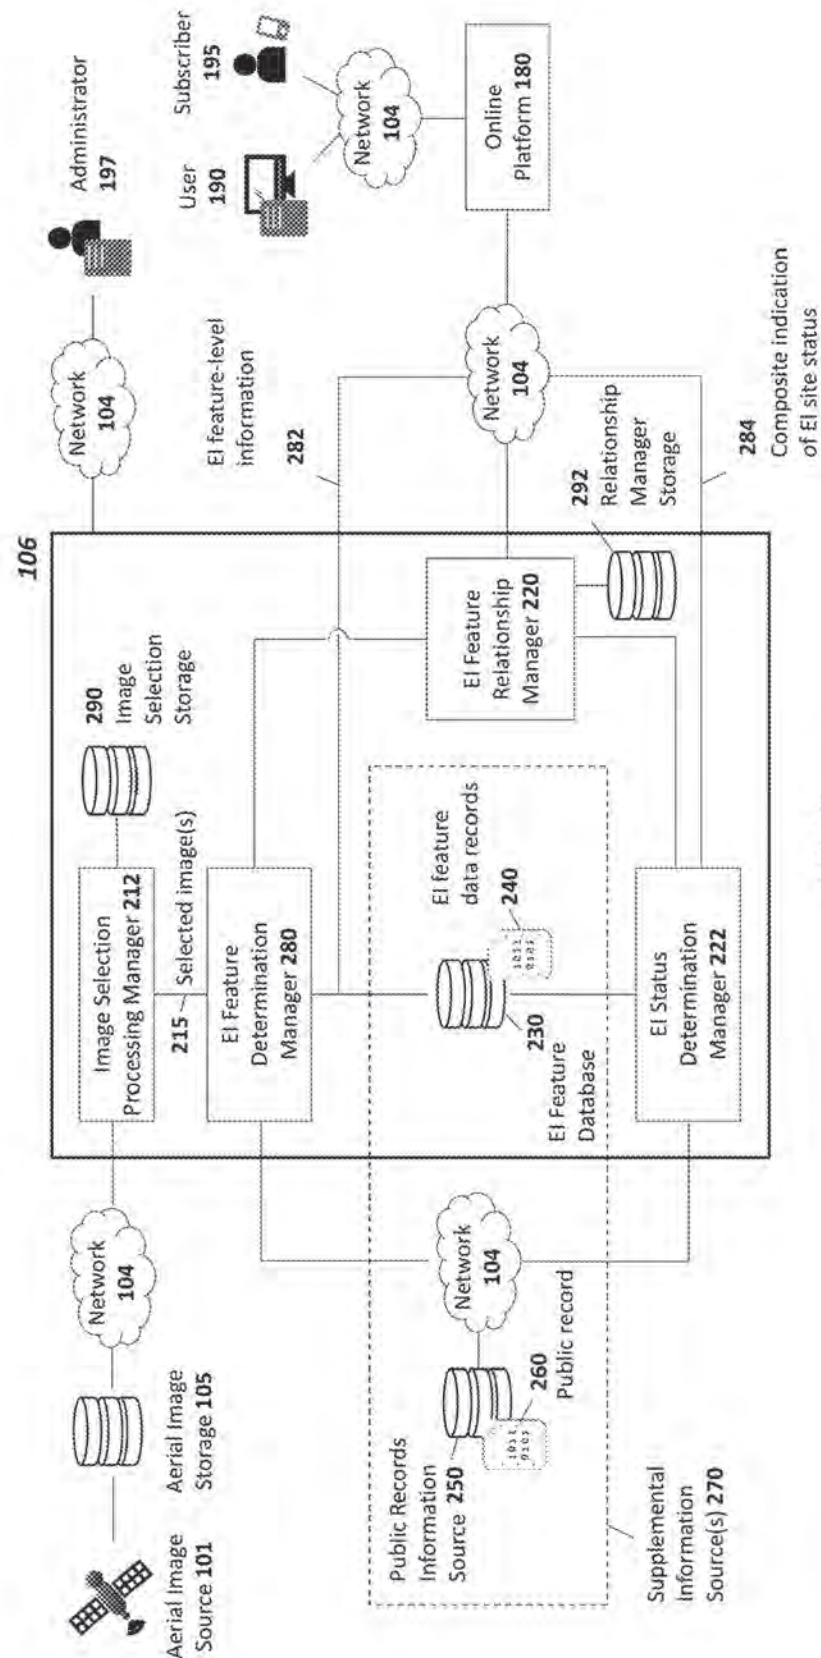 Aerial Image
Source 101
Aerial Image
Storage 105
Network
104
106
Image Selection
Processing Manager 212
290
Image
Selection
Storage
215
Selected image(s)
EI Feature
Determination
Manager 280
Network
104
Administrator
197
EI feature-level
information
282
User
190
Subscriber
195
Network
104
Online
Platform 180
Network
104
EI Feature
Relationship
Manager 220
292
Relationship
Manager
Storage
284
Composite indication
of EI site status
Public Records
Information
Source 250
260
Public record
Network
104
EI Feature
Database
230
EI feature
data records
240
1011
0101
1011
0101
EI Status
Determination
Manager 222
Supplemental
Information
Source(s) 270